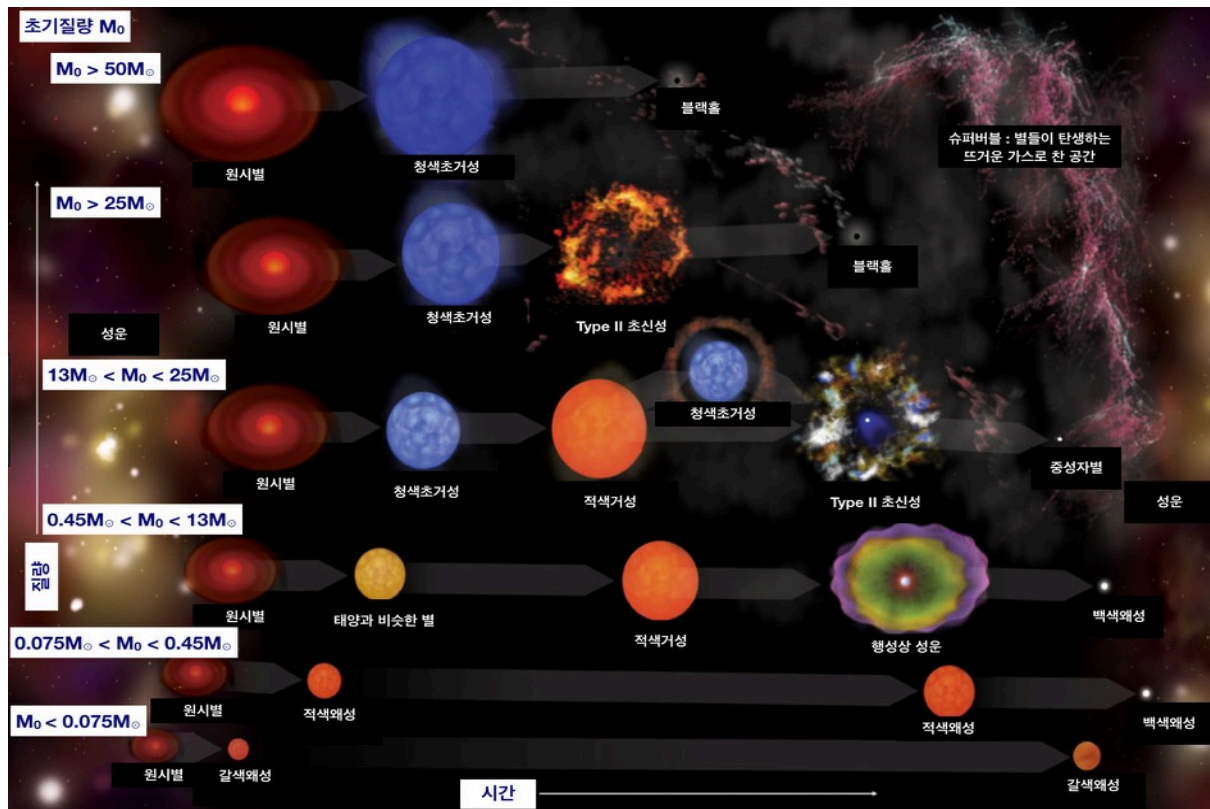 초기질량 M₀
M₀ > 50M☉
원시별
청색초거성
블랙홀
슈퍼버블 : 별들이 탄생하는
뜨거운 가스로 찬 공간
M₀ > 25M☉
원시별
청색초거성
Type II 초신성
블랙홀
성운
13M☉ < M₀ < 25M☉
원시별
청색초거성
적색거성
청색초거성
Type II 초신성
중성자별
성운
0.45M☉ < M₀ < 13M☉
원시별
태양과 비슷한 별
적색거성
행성상 성운
백색왜성
질량
0.075M☉ < M₀ < 0.45M☉
원시별
적색왜성
적색왜성
백색왜성
M₀ < 0.075M☉
원시별
갈색왜성
갈색왜성
시간